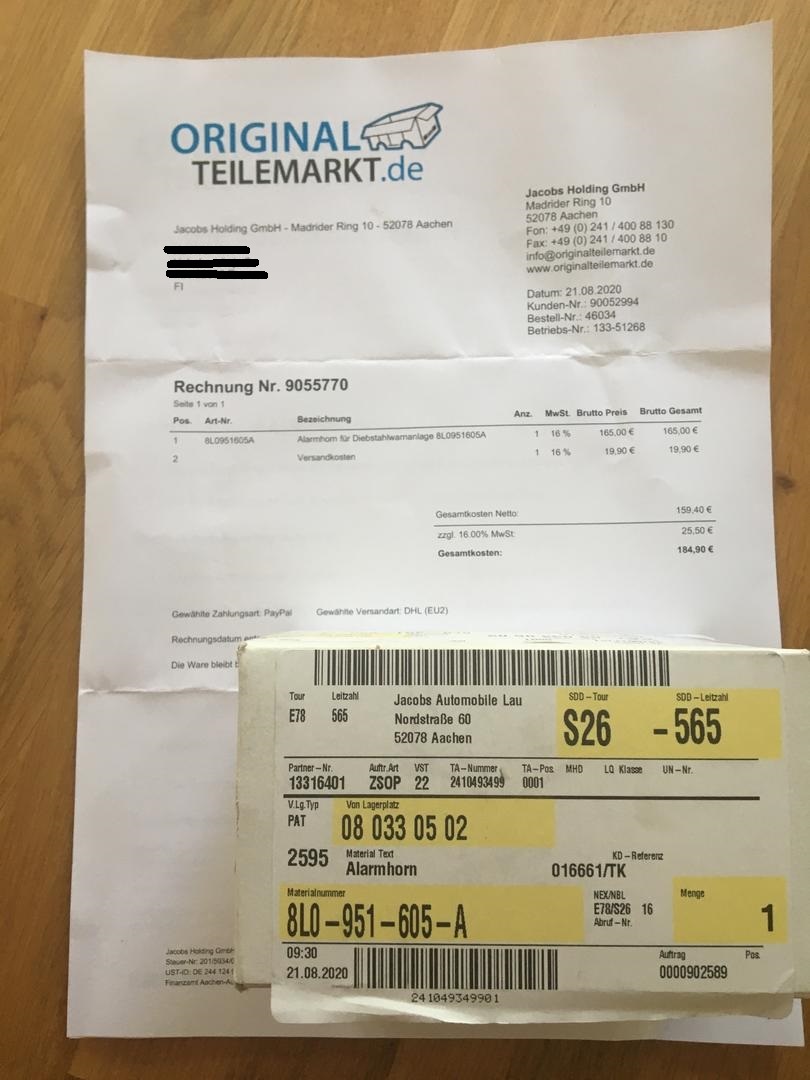 ORIGINAL
TEILEMARKT.de
Jacobs Holding GmbH
Madrider Ring 10
52078 Aachen
Fon: +49 (0) 241 / 400 88 130
Fax: +49 (0) 241 / 400 88 10
info@originalteilemarkt.de
www.originalteilemarkt.de
Jacobs Holding GmbH - Madrider Ring 10 - 52078 Aachen
FI
Datum: 21.08.2020
Kunden-Nr.: 90052994
Bestell-Nr.: 46034
Betriebs-Nr.: 133-51268
Rechnung Nr. 9055770
Seite 1 von 1
Pos. Art-Nr. Bezeichnung Anz. MwSt. Brutto Preis Brutto Gesamt
1 8L0951605A Alarmhorn für Diebstahlwarnanlage 8L0951605A 1 16 % 165,00 € 165,00 €
2 Versandkosten 1 16 % 19,90 € 19,90 €
Gesamtkosten Netto: 159,40 €
zzgl. 16.00% MwSt: 25,50 €
Gesamtkosten: 184,90 €
Gewählte Zahlungsart: PayPal Gewählte Versandart: DHL (EU2)
Rechnungsdatum
Die Ware bleibt
Tour Leitzahl Jacobs Automobile Lau SDD-Tour SDD-Leitzahl
E78 565 Nordstraße 60 S26 -565
52078 Aachen
Partner-Nr. Auftr.Art VST TA-Nummer TA-Pos. MHD LQ Klasse UN-Nr.
13316401 ZSOP 22 2410493499 0001
V.Lg.Typ Von Lagerplatz
PAT 08 033 05 02
2595 Material Text KD-Referenz
Alarmhorn 016661/TK
Materialnummer NEX/NBL Menge
8L0-951-605-A E78/S26 16 1
Abruf-Nr.
09:30 Auftrag Pos.
21.08.2020 0000902589
241049349901
Jacobs Holding GmbH
Steuer-Nr: 201/5934/
UST-ID: DE 244 124
Finanzamt Aachen